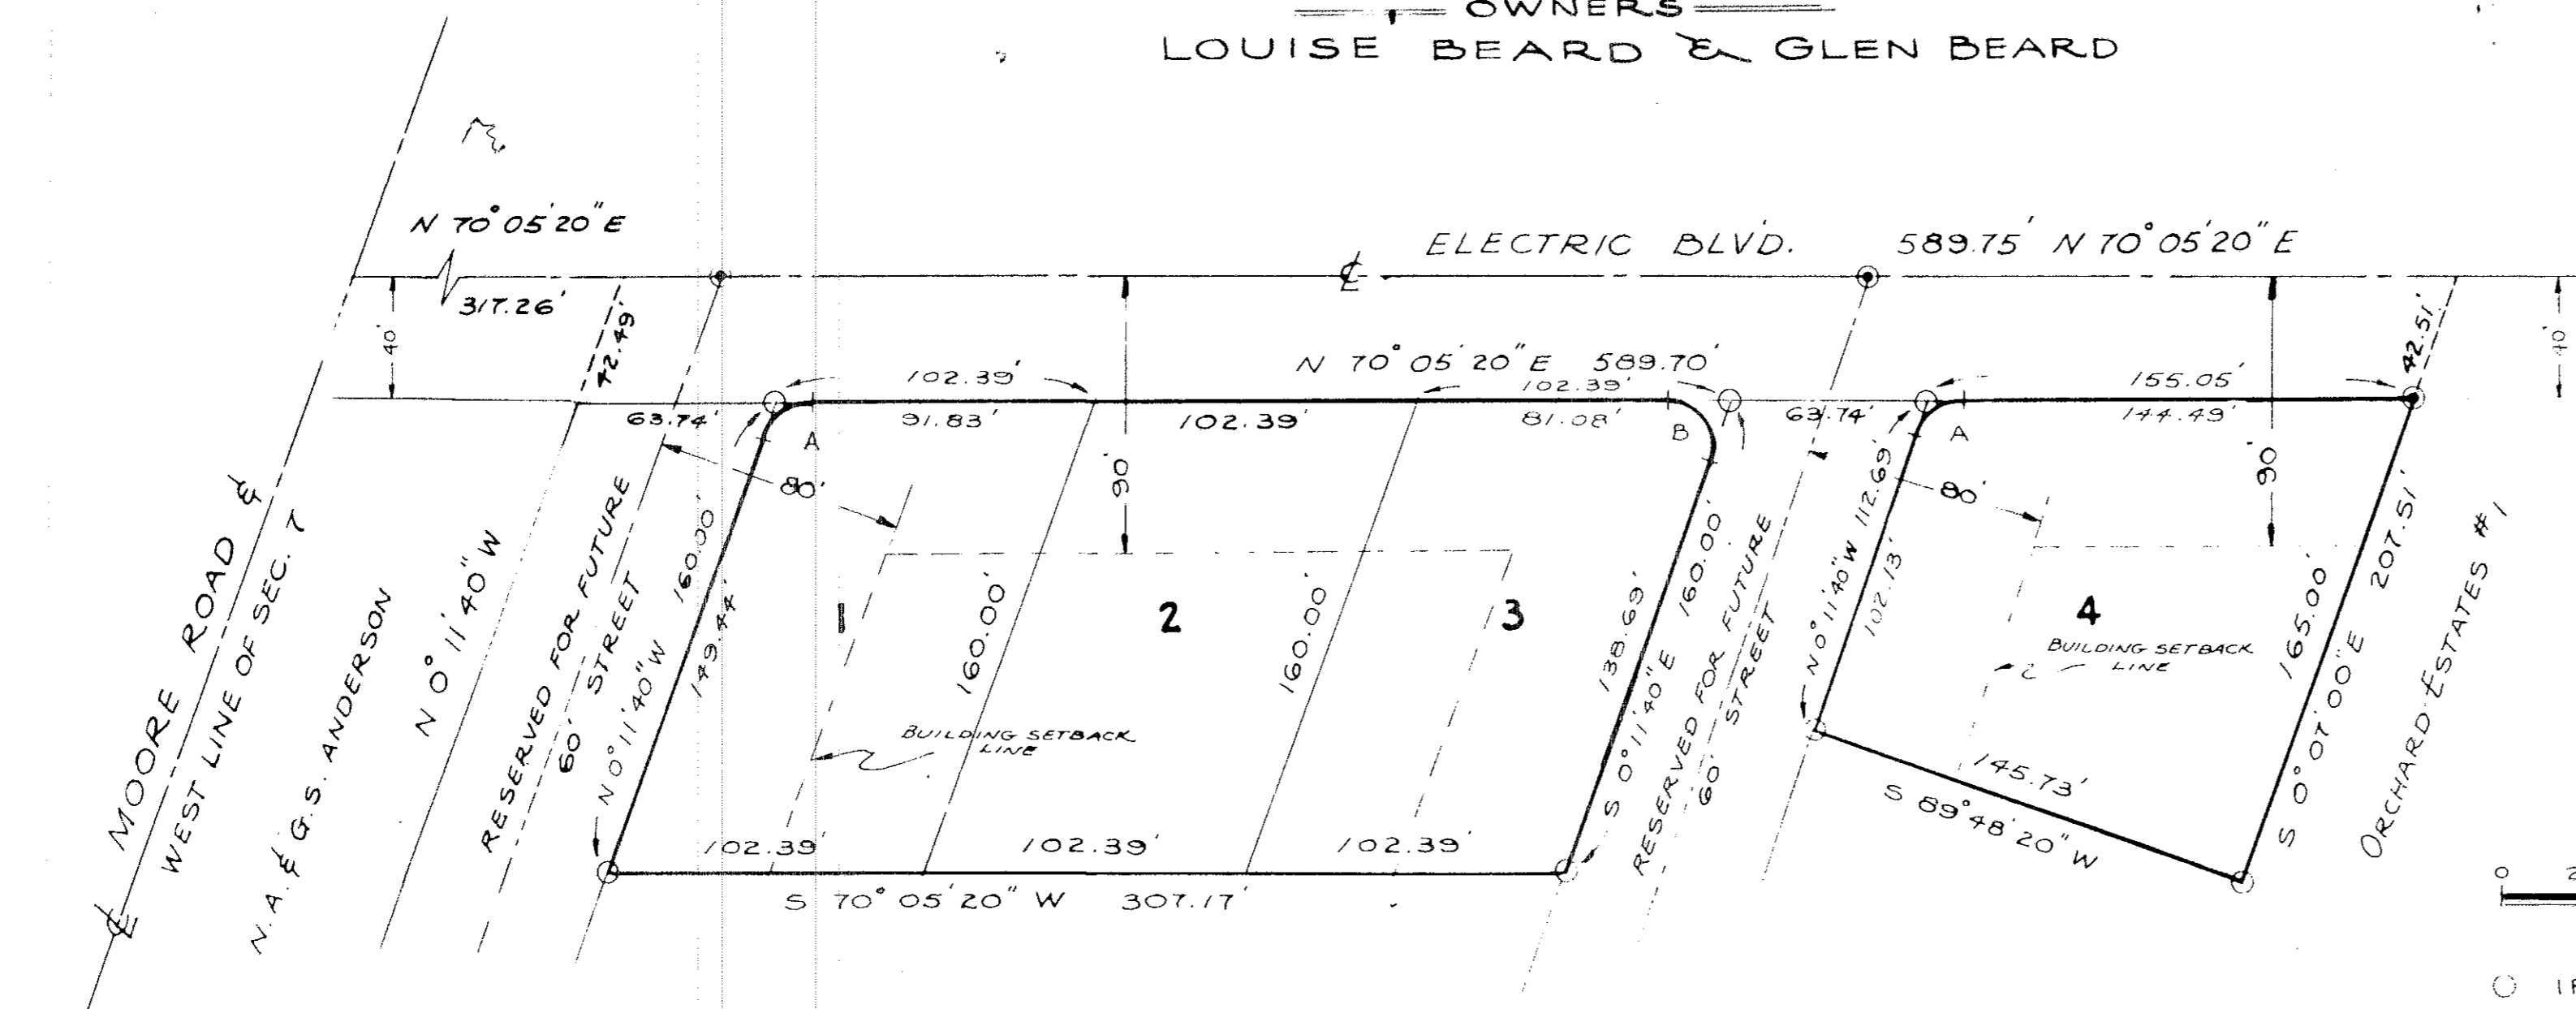 OWNERS
LOUISE BEARD & GLEN BEARD
N 70° 05' 20" E
317.26'
ELECTRIC BLV'D.
589.75' N 70° 05' 20" E
40'
42.49'
42.51'
40'
N 70° 05' 20" E 589.70'
102.39'
102.39'
155.05'
63.74'
A
91.83'
102.39'
81.08'
B
63.74'
A
144.49'
80'
90'
80'
90'
MOORE ROAD ℄
WEST LINE OF SEC. 7
℄
N.A. & G.S. ANDERSON
N 0° 11' 40" W
RESERVED FOR FUTURE
60' STREET
N 0° 11' 40" W 160.00'
149.44'
1
160.00'
2
160.00'
3
138.69'
S 0° 11' 40" E 160.00'
RESERVED FOR FUTURE
60' STREET
N 0° 11' 40" W 112.69'
102.13'
4
BUILDING SETBACK
LINE
165.00'
S 0° 07' 00" E 207.51'
ORCHARD ESTATES #1
BUILDING SETBACK
LINE
145.73'
S 89° 48' 20" W
102.39'
102.39'
102.39'
S 70° 05' 20" W 307.17'
℄
0